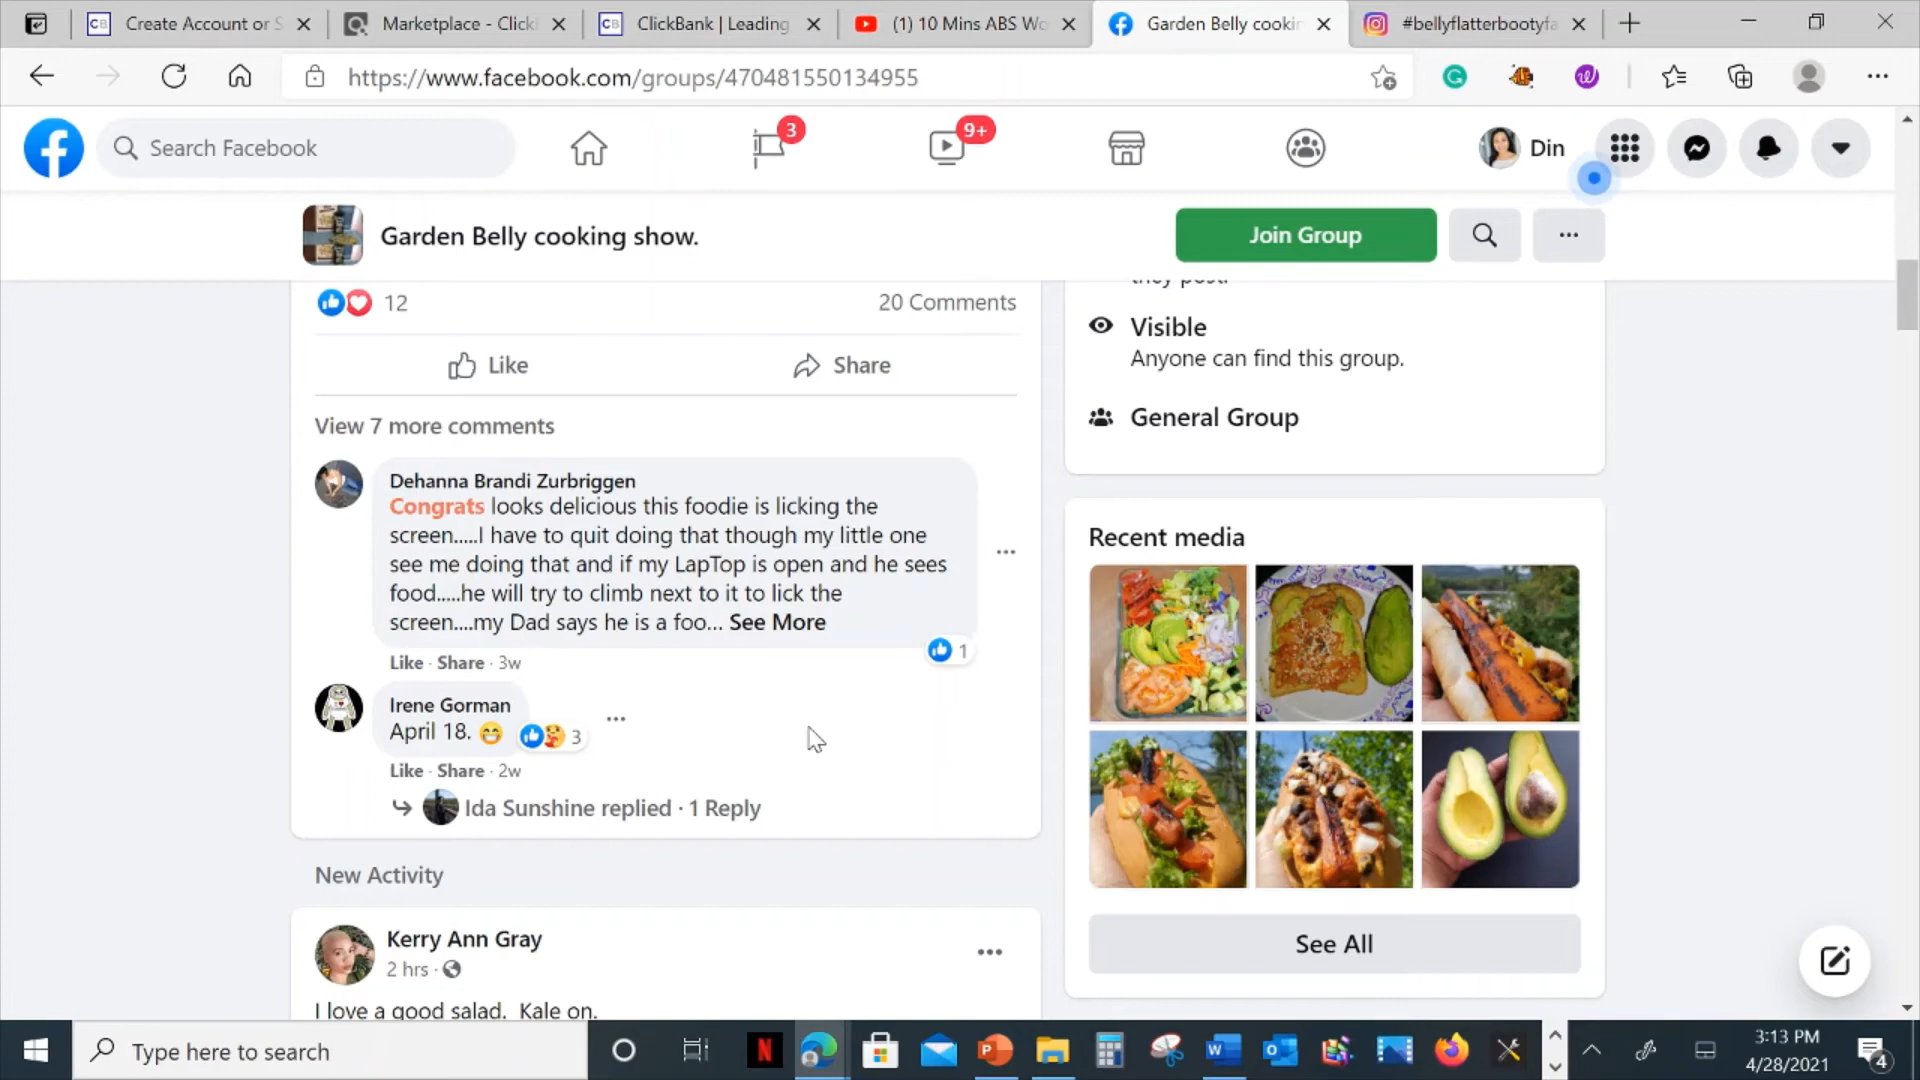 Create Account or S
Marketplace - Click
ClickBank | Leading
(1) 10 Mins ABS Wo
Garden Belly cookin
#bellyflatterbootyfa
https://www.facebook.com/groups/470481550134955
Search Facebook
3
9+
Din
Garden Belly cooking show.
Join Group
12
20 Comments
Like
Share
View 7 more comments
Dehanna Brandi Zurbriggen
Congrats looks delicious this foodie is licking the
screen.....I have to quit doing that though my little one
see me doing that and if my LapTop is open and he sees
food.....he will try to climb next to it to lick the
screen....my Dad says he is a foo... See More
1
Like · Share · 3w
Irene Gorman
April 18.
3
Like · Share · 2w
Ida Sunshine replied · 1 Reply
New Activity
Kerry Ann Gray
2 hrs ·
I love a good salad. Kale on.
Visible
Anyone can find this group.
General Group
Recent media
See All
Type here to search
3:13 PM
4/28/2021
4